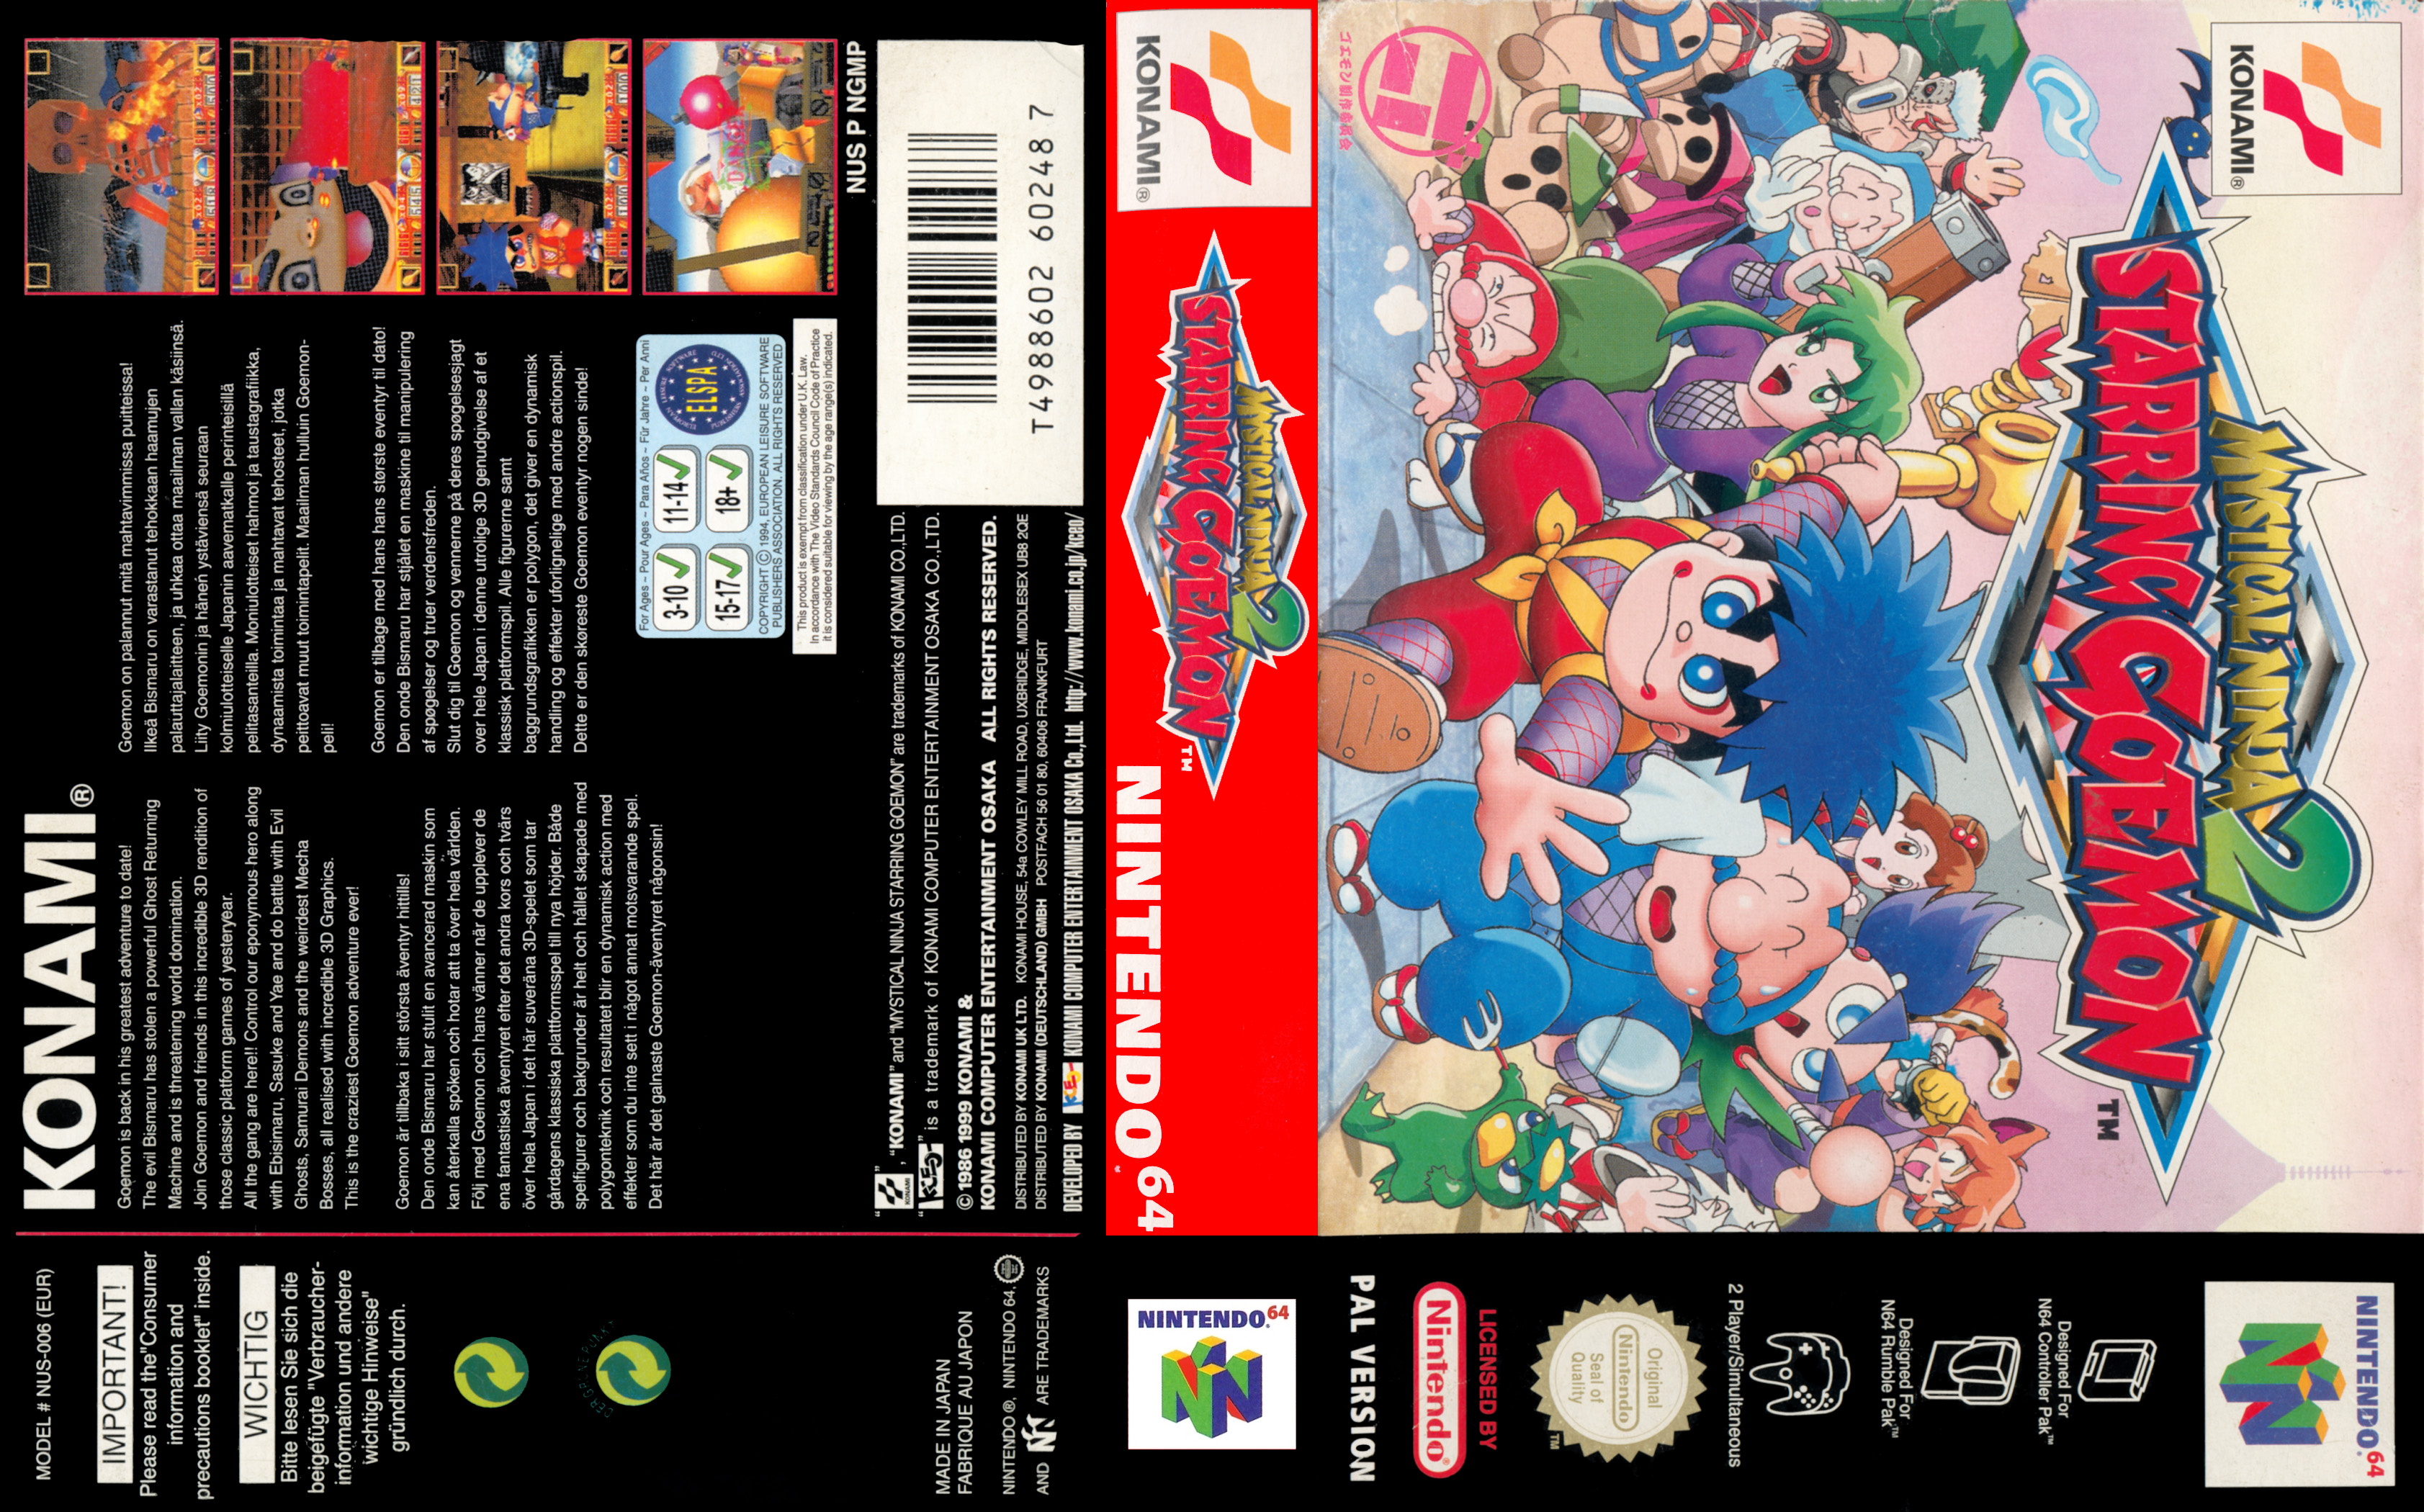 KONAMI®
Goemon is back in his greatest adventure to date!
The evil Bismaru has stolen a powerful Ghost Returning
Machine and is threatening world domination.
Join Goemon and friends in this incredible 3D rendition of
those classic platform games of yesteryear.
All the gang are here!! Control our eponymous hero along
with Ebisimaru, Sasuke and Yae and do battle with Evil
Ghosts, Samurai Demons and the weirdest Mecha
Bosses, all realised with incredible 3D Graphics.
This is the craziest Goemon adventure ever!
Goemon är tillbaka i sitt största äventyr hittills!
Den onde Bismaru har stulit en avancerad maskin som
kan återkalla spöken och hotar att ta över hela världen.
Följ med Goemon och hans vänner när de upplever de
ena fantastiska äventyret efter det andra kors och tvärs
över hela Japan i det här suveräna 3D-spelet som tar
gårdagens klassiska plattformsspel till nya höjder. Både
spelfigurer och bakgrunder är helt och hållet skapade med
polygonteknik och resultatet blir en dynamisk action med
effekter som du inte sett i något annat motsvarande spel.
Det här är det galnaste Goemon-äventyret någonsin!
Goemon on palannut mitä mahtavimmissa puitteissa!
Ilkeä Bismaru on varastanut tehokkaan haamujen
palauttajalaitteen, ja uhkaa ottaa maailman vallan käsiinsä.
Liity Goemonin ja hänen ystäviensä seuraan
kolmiulotteiselle Japanin aavematkalle perinteisillä
pelitasanteilla. Moniulotteiset hahmot ja taustagrafiikka,
dynaamista toimintaa ja mahtavat tehosteet, jotka
peittoavat muut toimintapelit. Maailman hulluin Goemon-
peli!
Goemon er tilbage med hans hans største eventyr til dato!
Den onde Bismaru har stjålet en maskine til manipulering
af spøgelser og truer verdensfreden.
Slut dig til Goemon og vennerne på deres spøgelsesjagt
over hele Japan i denne utrolige 3D genudgivelse af et
klassisk platformspil. Alle figurerne samt
baggrundsgrafikken er polygon, det giver en dynamisk
handling og effekter uforlignelige med andre actionspil.
Dette er den skøreste Goemon eventyr nogen sinde!
For Ages – Pour Ages – Para Años – Für Jahre – Per Anni
3-10
11-14
15-17
18+
ELSPA
COPYRIGHT © 1994, EUROPEAN LEISURE SOFTWARE
PUBLISHERS ASSOCIATION. ALL RIGHTS RESERVED
This product is exempt from classification under U.K. Law.
In accordance with The Video Standards Council Code of Practice
it is considered suitable for viewing by the age range(s) indicated.
NUS P NGMP
T4988602 60248 7
"KONAMI", "KONAMI" and "MYSTICAL NINJA STARRING GOEMON" are trademarks of KONAMI CO.,LTD.
"KCEO" is a trademark of KONAMI COMPUTER ENTERTAINMENT OSAKA CO.,LTD.
© 1986 1999 KONAMI &
KONAMI COMPUTER ENTERTAINMENT OSAKA ALL RIGHTS RESERVED.
DISTRIBUTED BY KONAMI UK LTD. KONAMI HOUSE, 54a COWLEY MILL ROAD, UXBRIDGE, MIDDLESEX UB8 2QE
DISTRIBUTED BY KONAMI (DEUTSCHLAND) GMBH POSTFACH 56 01 80, 60406 FRANKFURT
DEVELOPED BY KCEO KONAMI COMPUTER ENTERTAINMENT OSAKA Co.,Ltd. http://www.konami.co.jp/kceo/
MODEL # NUS-006 (EUR)
IMPORTANT!
Please read the"Consumer
information and
precautions booklet" inside.
WICHTIG
Bitte lesen Sie sich die
beigefügte "Verbraucher-
information und andere
wichtige Hinweise"
gründlich durch.
DER GRÜNE PUNKT
MADE IN JAPAN
FABRIQUE AU JAPON
NINTENDO ®, NINTENDO 64,
AND N ARE TRADEMARKS
KONAMI®
MYSTICAL NINJA 2
STARRING GOEMON™
NINTENDO64
NINTENDO64
KONAMI®
MYSTICAL NINJA 2
STARRING GOEMON
TM
ゴエモン製作委員会
PAL VERSION
LICENSED BY
Nintendo®
Original
Nintendo
Seal of
Quality
TM
2 Player/Simultaneous
Designed For
N64 Rumble Pak™
Designed For
N64 Controller Pak™
NINTENDO64